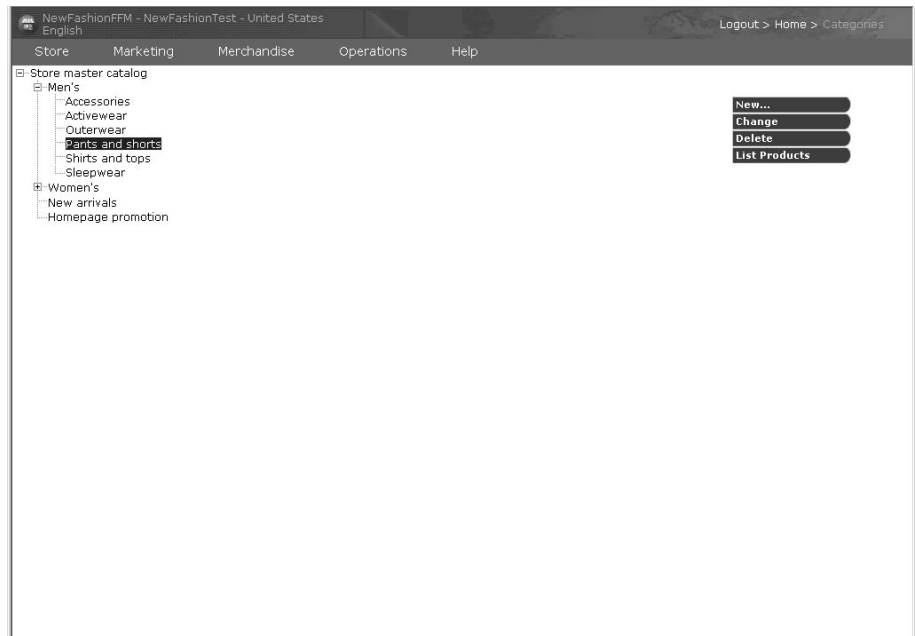 NewFashionFFM - NewFashionTest - United States
English
Logout > Home > Categories
Store Marketing Merchandise Operations Help
Store master catalog
Men's
Accessories
Activewear
Outerwear
Pants and shorts
Shirts and tops
Sleepwear
Women's
New arrivals
Homepage promotion
New...
Change
Delete
List Products